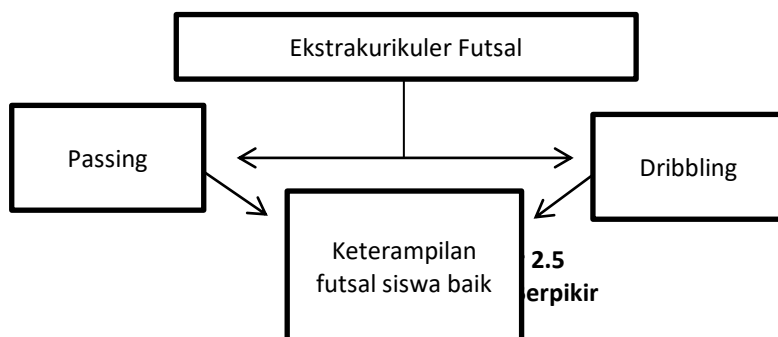 Ekstrakurikuler Futsal
Passing
Dribbling
Keterampilan
futsal siswa baik
2.5
erpikir